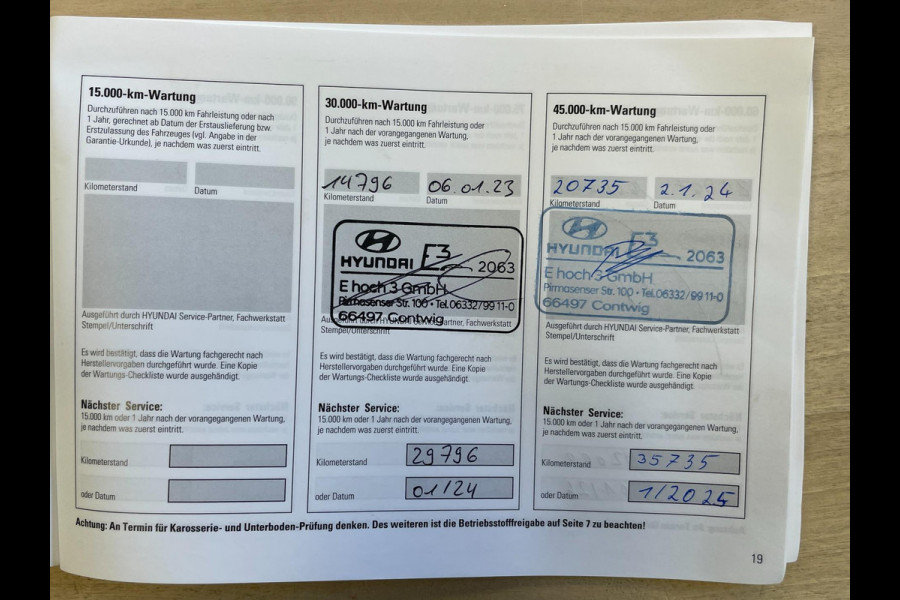 15.000-km-Wartung
Durchzuführen nach 15.000 km Fahrleistung oder nach
1 Jahr, gerechnet ab Datum der Erstauslieferung bzw.
Erstzulassung des Fahrzeuges (vgl. Angabe in der
Garantie-Urkunde), je nachdem was zuerst eintritt.
Kilometerstand
Datum
Ausgeführt durch HYUNDAI Service-Partner, Fachwerkstatt
Stempel/Unterschrift
Es wird bestätigt, dass die Wartung fachgerecht nach
Herstellervorgaben durchgeführt wurde. Eine Kopie
der Wartungs-Checkliste wurde ausgehändigt.
Nächster Service:
15.000 km oder 1 Jahr nach der vorangegangenen Wartung,
je nachdem was zuerst eintritt.
Kilometerstand
oder Datum
30.000-km-Wartung
Durchzuführen nach 15.000 km Fahrleistung oder
1 Jahr nach der vorangegangenen Wartung,
je nachdem was zuerst eintritt.
14796
06.01.23
Kilometerstand
Datum
HYUNDAI E3 2063
E hoch 3 GmbH
Pirmasenser Str. 100 • Tel.06332/99 11-0
66497 Contwig
Ausgeführt durch HYUNDAI Service-Partner, Fachwerkstatt
Stempel/Unterschrift
Es wird bestätigt, dass die Wartung fachgerecht nach
Herstellervorgaben durchgeführt wurde. Eine Kopie
der Wartungs-Checkliste wurde ausgehändigt.
Nächster Service:
15.000 km oder 1 Jahr nach der vorangegangenen Wartung,
je nachdem was zuerst eintritt.
Kilometerstand 29796
oder Datum 01/24
45.000-km-Wartung
Durchzuführen nach 15.000 km Fahrleistung oder
1 Jahr nach der vorangegangenen Wartung,
je nachdem was zuerst eintritt.
20735
2.1.24
Kilometerstand
Datum
HYUNDAI E3 2063
E hoch 3 GmbH
Pirmasenser Str. 100 • Tel.06332/99 11-0
66497 Contwig
Ausgeführt durch HYUNDAI Service-Partner, Fachwerkstatt
Stempel/Unterschrift
Es wird bestätigt, dass die Wartung fachgerecht nach
Herstellervorgaben durchgeführt wurde. Eine Kopie
der Wartungs-Checkliste wurde ausgehändigt.
Nächster Service:
15.000 km oder 1 Jahr nach der vorangegangenen Wartung,
je nachdem was zuerst eintritt.
Kilometerstand 35735
oder Datum 1/2025
Achtung: An Termin für Karosserie- und Unterboden-Prüfung denken. Des weiteren ist die Betriebsstofffreigabe auf Seite 7 zu beachten!
19